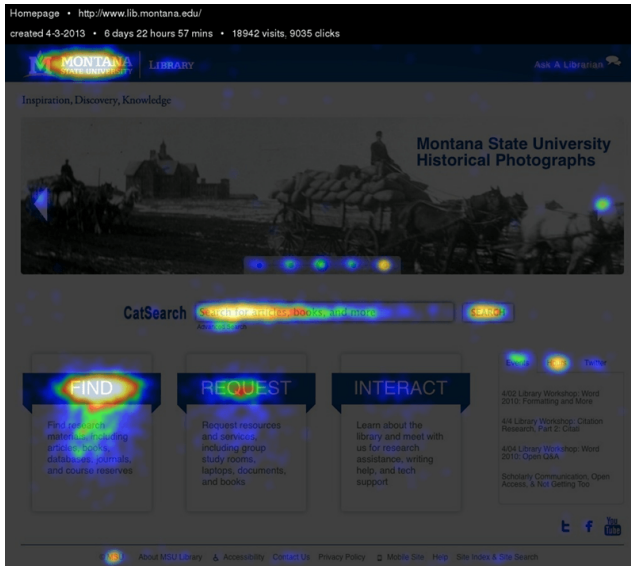 Homepage • http://www.lib.montana.edu/
created 4-3-2013 • 6 days 22 hours 57 mins • 18942 visits, 9035 clicks
MONTANA
STATE UNIVERSITY
LIBRARY
Ask A Librarian
Inspiration, Discovery, Knowledge
Montana State University
Historical Photographs
CatSearch
Search for articles, books, and more
SEARCH
Advanced Search
FIND
Find research
materials, including
articles, books,
databases, journals,
and course reserves
REQUEST
Request resources
and services,
including group
study rooms,
laptops, documents,
and books
INTERACT
Learn about the
library and meet with
us for research
assistance, writing
help, and tech
support
Twitter
4/02 Library Workshop: Word
2010: Formatting and More
4/4 Library Workshop: Citation
Research, Part 2: Citati
4/04 Library Workshop: Word
2010: Open Q&A
Scholarly Communication, Open
Access, & Not Getting Too
t f You Tube
About MSU Library & Accessibility Contact Us Privacy Policy Mobile Site Help Site Index & Site Search